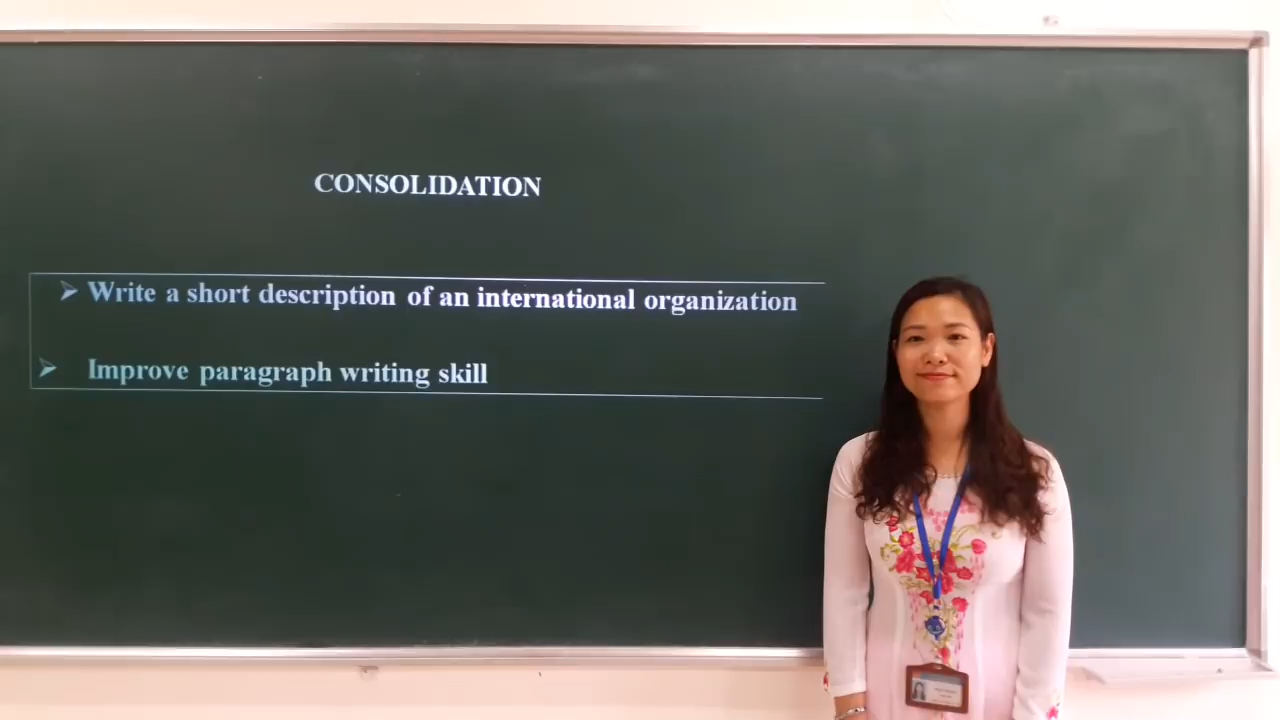 CONSOLIDATION
➢ Write a short description of an international organization
➢ Improve paragraph writing skill